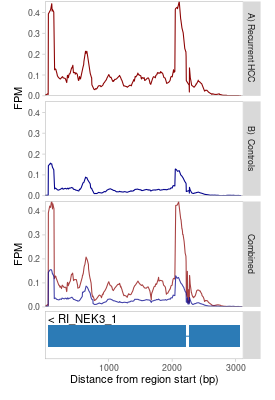 0.4
0.3
0.2
0.1
0.0
FPM
A) Recurrent HCC
0.4
0.3
0.2
0.1
0.0
FPM
B) Controls
0.4
0.3
0.2
0.1
0.0
FPM
Combined
< RI_NEK3_1
1000 2000 3000
Distance from region start (bp)